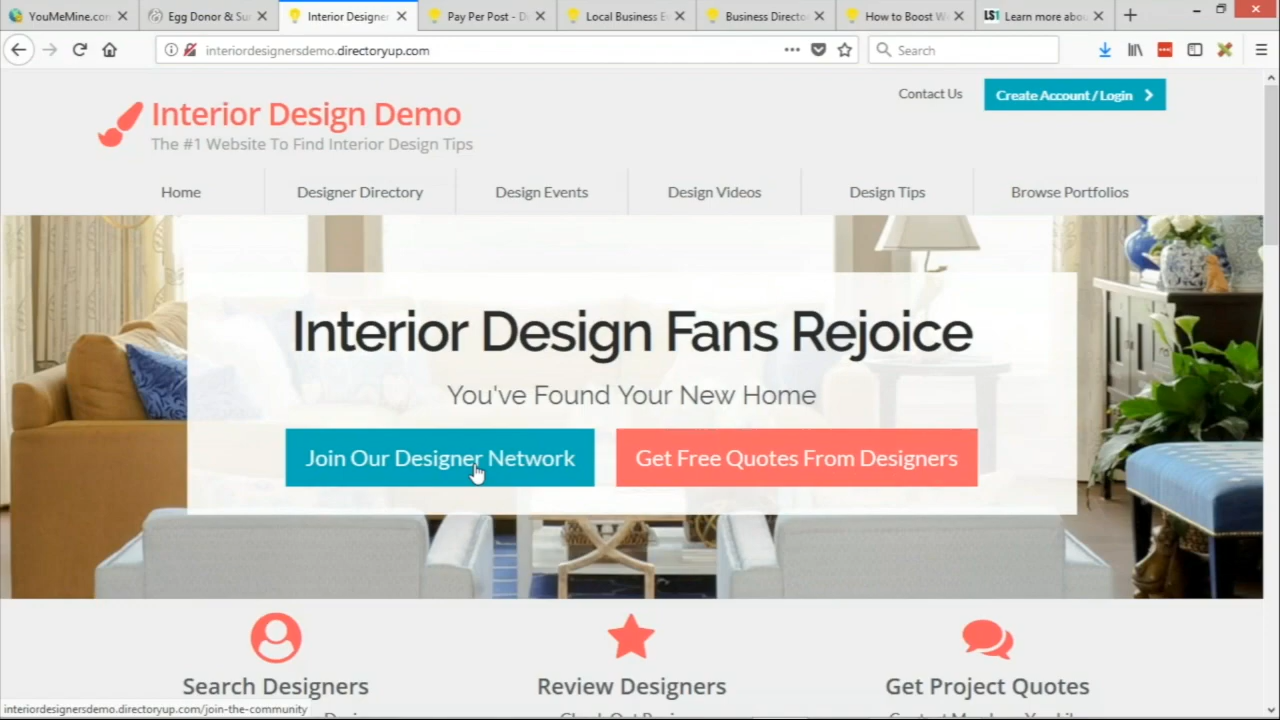 YouMeMine.con
Egg Donor & Su
Interior Designe
Pay Per Post - D
Local Business E
Business Directo
How to Boost W
LS1 Learn more abou
interiordesignersdemo.directoryup.com
Search
Contact Us
Create Account / Login
Interior Design Demo
The #1 Website To Find Interior Design Tips
Home
Designer Directory
Design Events
Design Videos
Design Tips
Browse Portfolios
Interior Design Fans Rejoice
You've Found Your New Home
Join Our Designer Network
Get Free Quotes From Designers
Search Designers
Review Designers
Get Project Quotes
interiordesignersdemo.directoryup.com/join-the-community